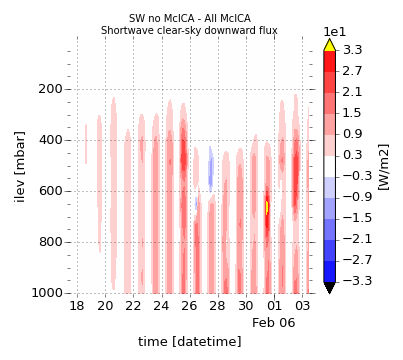 SW no McICA - All McICA
Shortwave clear-sky downward flux
1e1
3.3
2.7
2.1
1.5
0.9
0.3
−0.3
−0.9
−1.5
−2.1
−2.7
−3.3
[W/m2]
ilev [mbar]
200
400
600
800
1000
18 20 22 24 26 28 30 01 03
Feb 06
time [datetime]